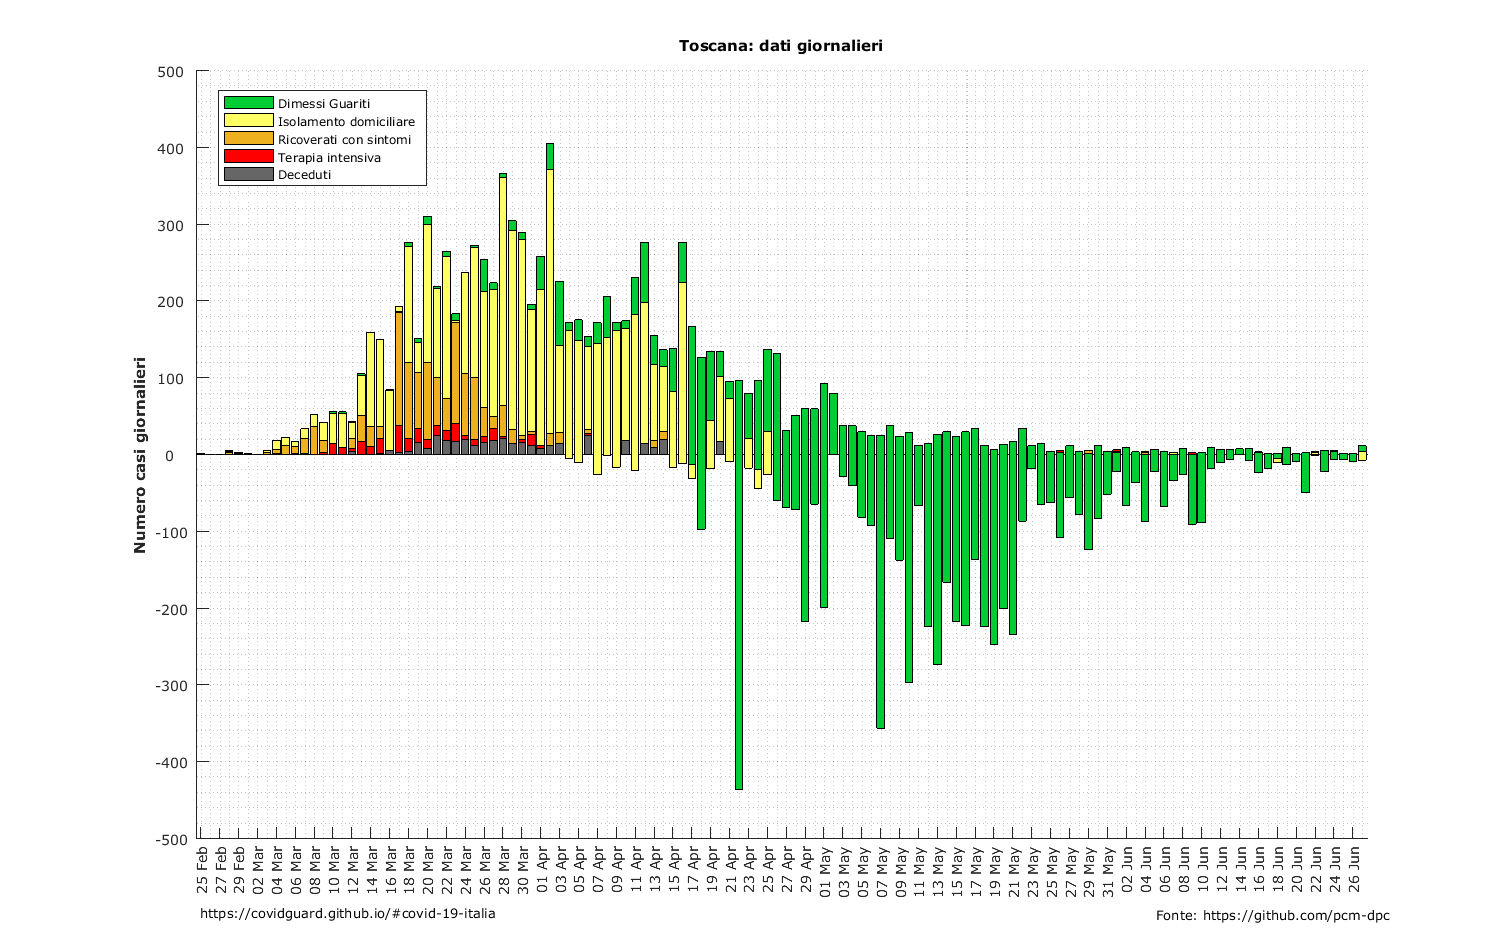 Toscana: dati giornalieri
Dimessi Guariti
Isolamento domiciliare
Ricoverati con sintomi
Terapia intensiva
Deceduti
Numero casi giornalieri
500
400
300
200
100
0
-100
-200
-300
-400
-500
25 Feb
27 Feb
29 Feb
02 Mar
04 Mar
06 Mar
08 Mar
10 Mar
12 Mar
14 Mar
16 Mar
18 Mar
20 Mar
22 Mar
24 Mar
26 Mar
28 Mar
30 Mar
01 Apr
03 Apr
05 Apr
07 Apr
09 Apr
11 Apr
13 Apr
15 Apr
17 Apr
19 Apr
21 Apr
23 Apr
25 Apr
27 Apr
29 Apr
01 May
03 May
05 May
07 May
09 May
11 May
13 May
15 May
17 May
19 May
21 May
23 May
25 May
27 May
29 May
31 May
02 Jun
04 Jun
06 Jun
08 Jun
10 Jun
12 Jun
14 Jun
16 Jun
18 Jun
20 Jun
22 Jun
24 Jun
26 Jun
https://covidguard.github.io/#covid-19-italia
Fonte: https://github.com/pcm-dpc